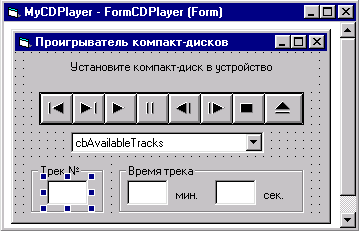 MyCDPlayer - FormCDPlayer (Form)
Проигрыватель компакт-дисков
Установите компакт-диск в устройство
cbAvailableTracks
Трек №
Время трека
мин.
сек.